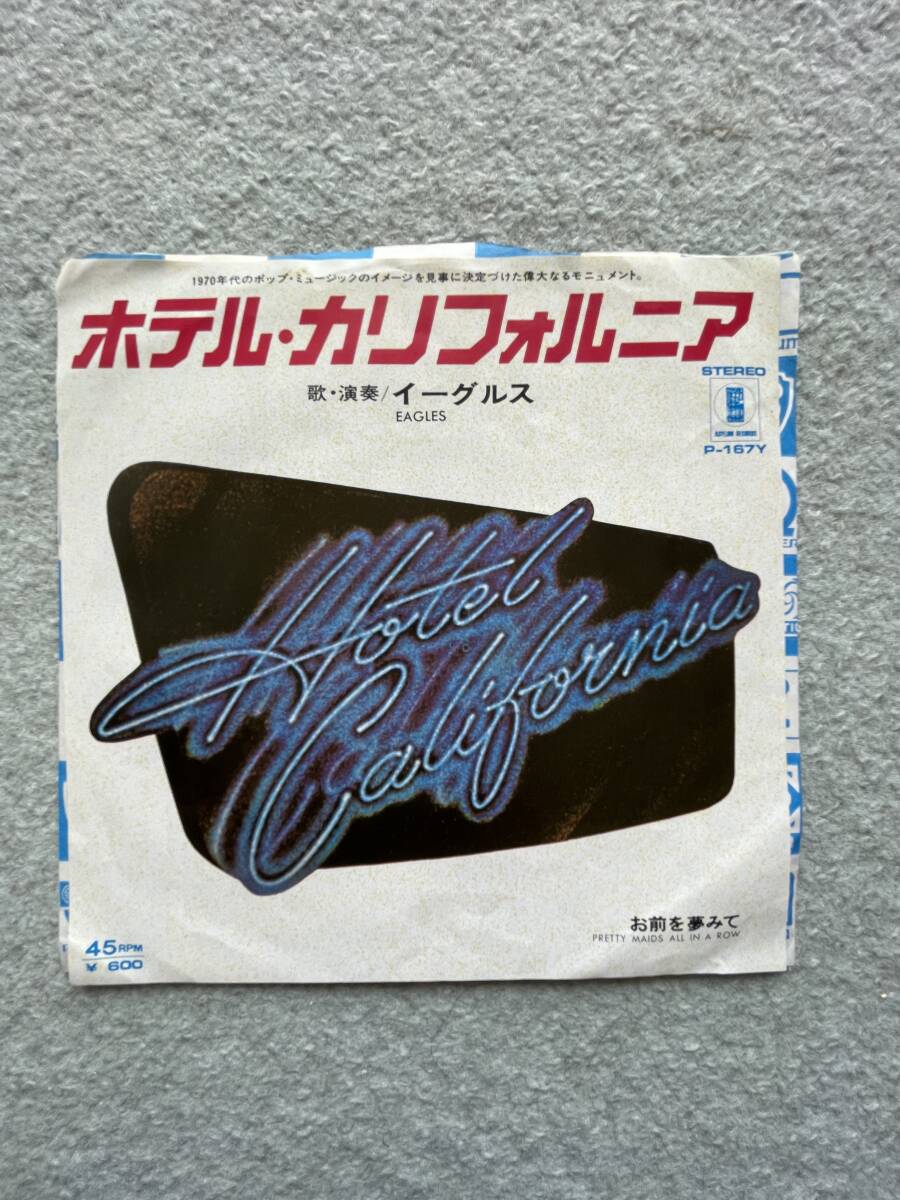 1970年代のポップ・ミュージックのイメージを見事に決定づけた偉大なるモニュメント。
ホテル・カリフォルニア
歌・演奏/イーグルス
EAGLES
STEREO
ASYLUM RECORDS
P-167Y
Hotel
California
お前を夢みて
PRETTY MAIDS ALL IN A ROW
45RPM
¥ 600